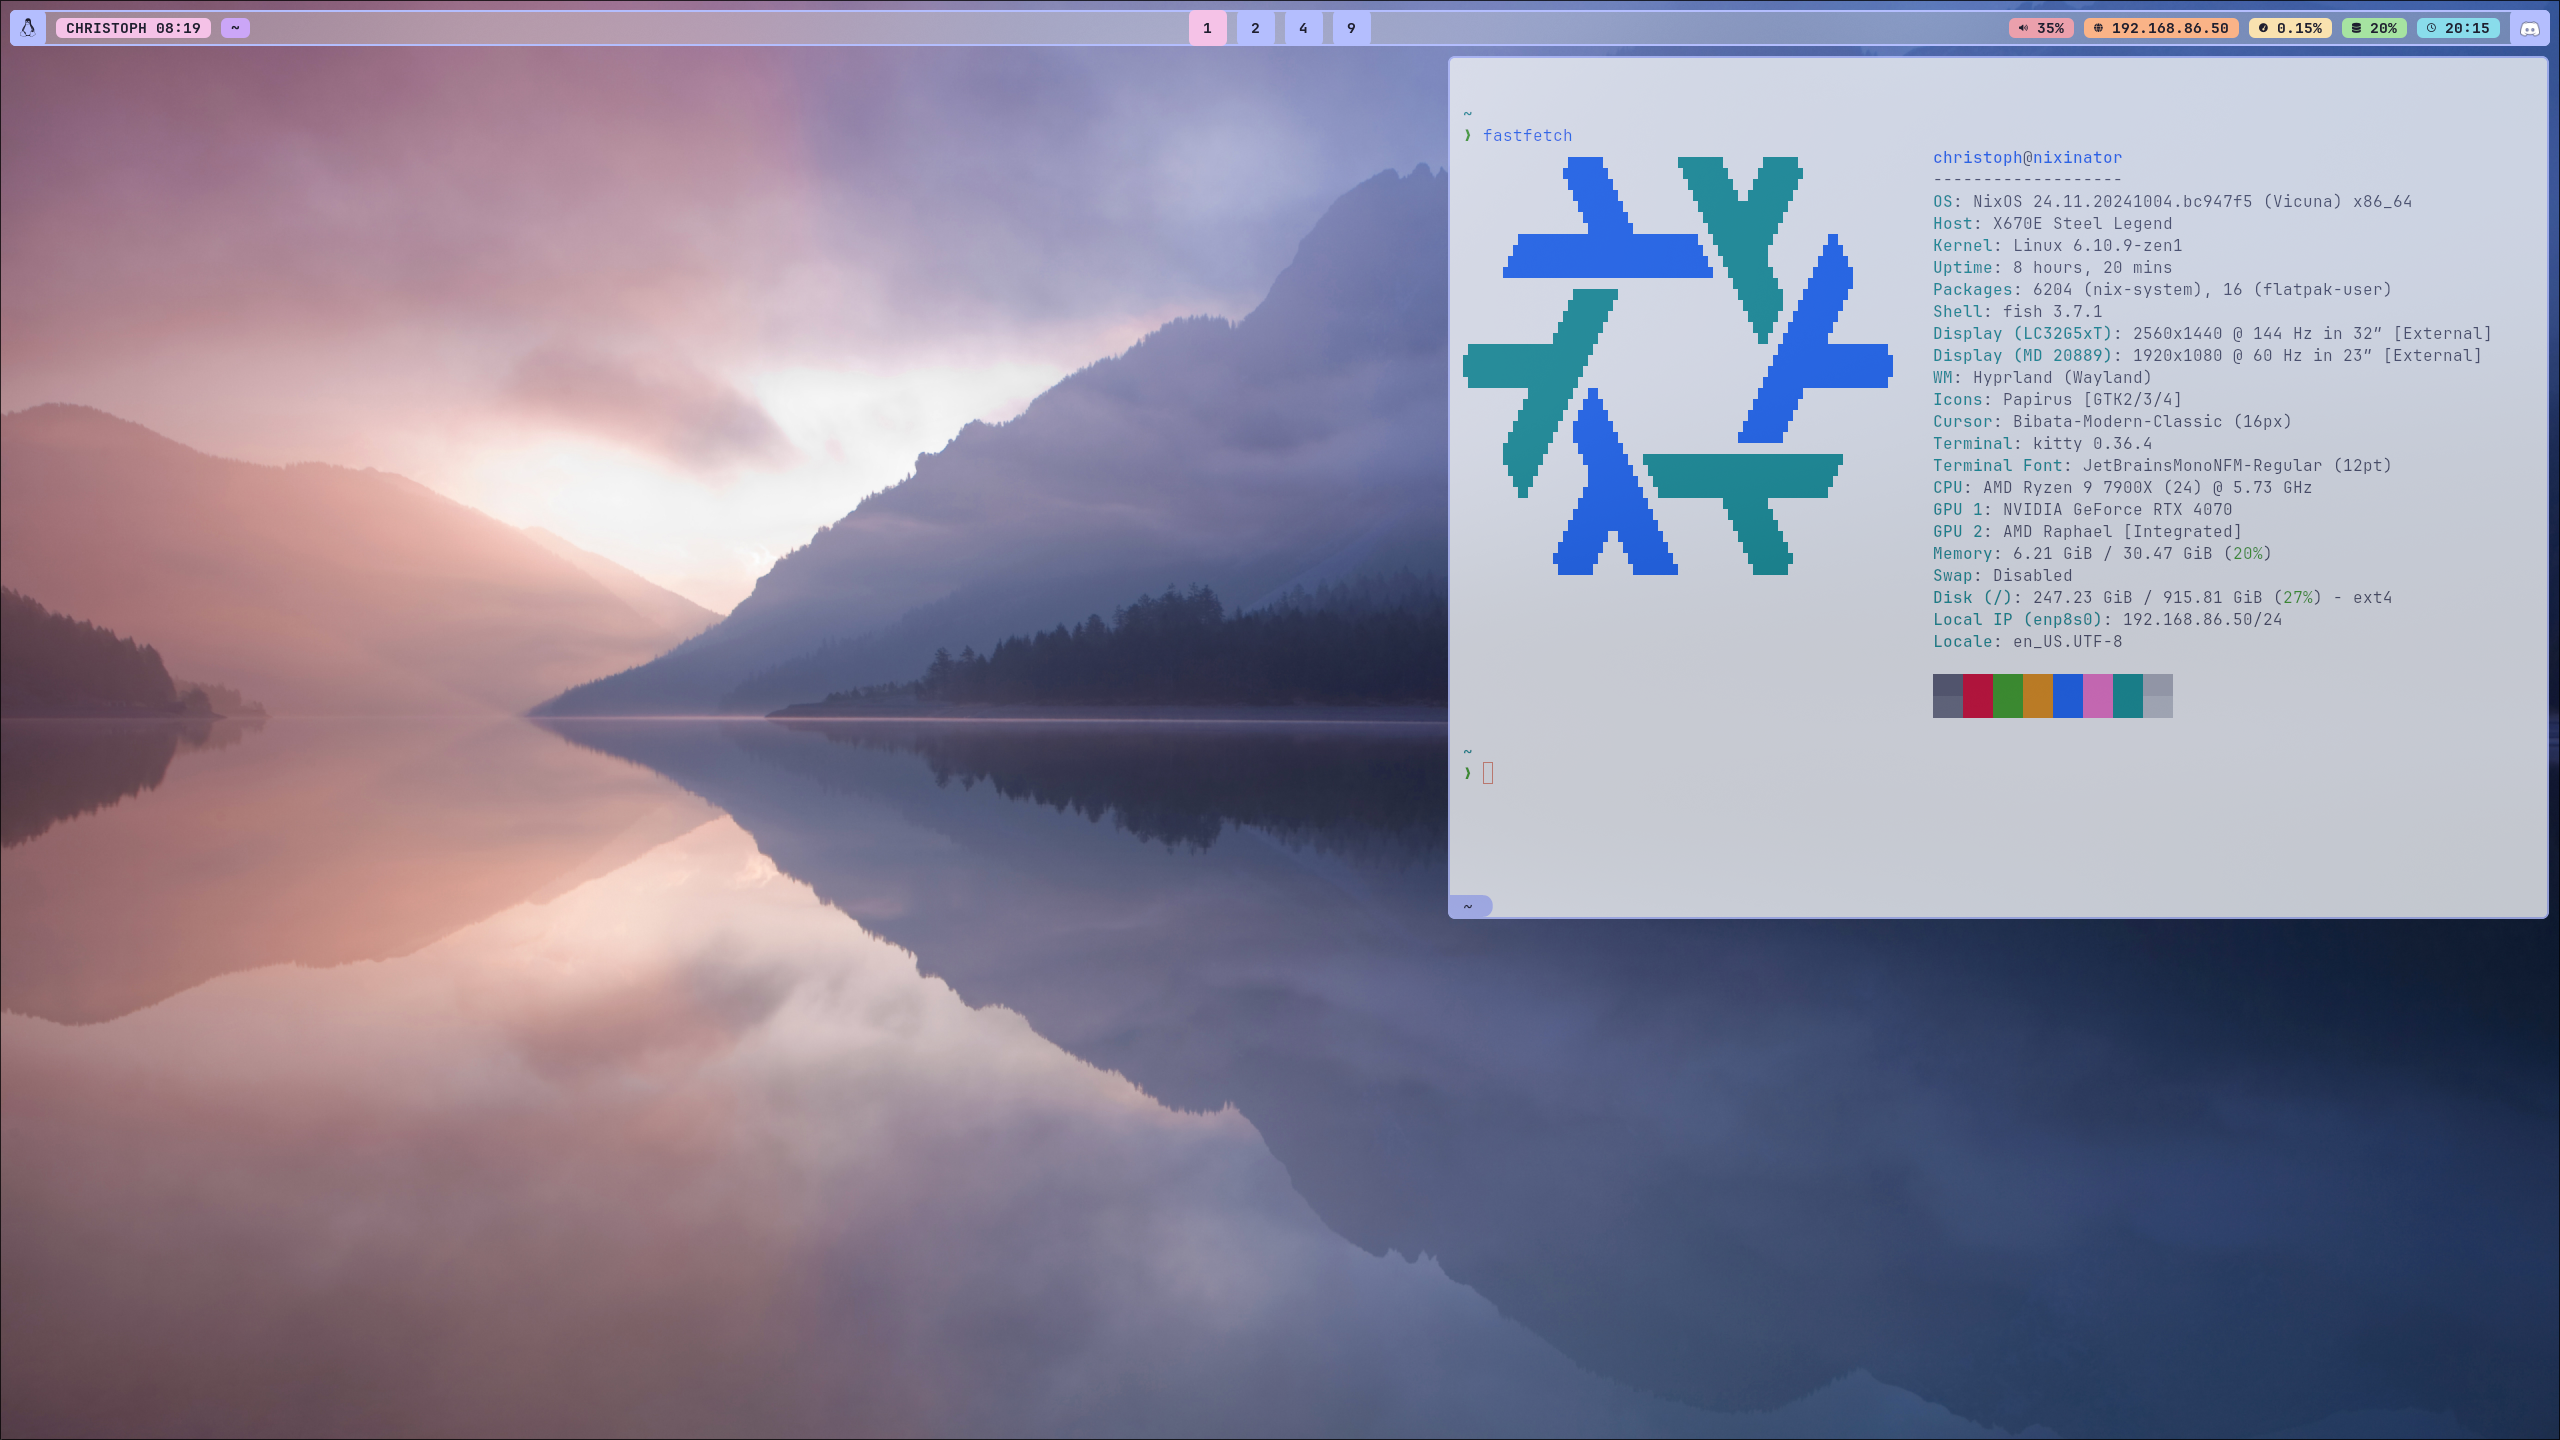 CHRISTOPH 08:19 ~ 1 2 4 9 35% 192.168.86.50 0.15% 20% 20:15
~
❯ fastfetch
christoph@nixinator
-------------------
OS: NixOS 24.11.20241004.bc947f5 (Vicuna) x86_64
Host: X670E Steel Legend
Kernel: Linux 6.10.9-zen1
Uptime: 8 hours, 20 mins
Packages: 6204 (nix-system), 16 (flatpak-user)
Shell: fish 3.7.1
Display (LC32G5xT): 2560x1440 @ 144 Hz in 32″ [External]
Display (MD 20889): 1920x1080 @ 60 Hz in 23″ [External]
WM: Hyprland (Wayland)
Icons: Papirus [GTK2/3/4]
Cursor: Bibata-Modern-Classic (16px)
Terminal: kitty 0.36.4
Terminal Font: JetBrainsMonoNFM-Regular (12pt)
CPU: AMD Ryzen 9 7900X (24) @ 5.73 GHz
GPU 1: NVIDIA GeForce RTX 4070
GPU 2: AMD Raphael [Integrated]
Memory: 6.21 GiB / 30.47 GiB (20%)
Swap: Disabled
Disk (/): 247.23 GiB / 915.81 GiB (27%) - ext4
Local IP (enp8s0): 192.168.86.50/24
Locale: en_US.UTF-8
~
❯
~